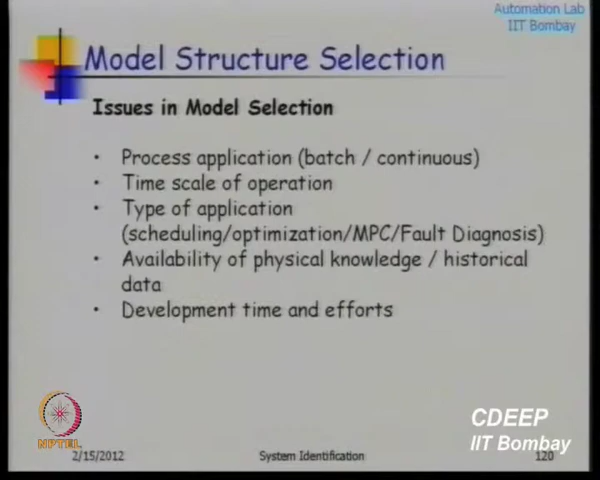 Automation Lab
IIT Bombay
Model Structure Selection
Issues in Model Selection
• Process application (batch / continuous)
• Time scale of operation
• Type of application
(scheduling/optimization/MPC/Fault Diagnosis)
• Availability of physical knowledge / historical
data
• Development time and efforts
NPTEL
CDEEP
IIT Bombay
2/15/2012 System Identification 120